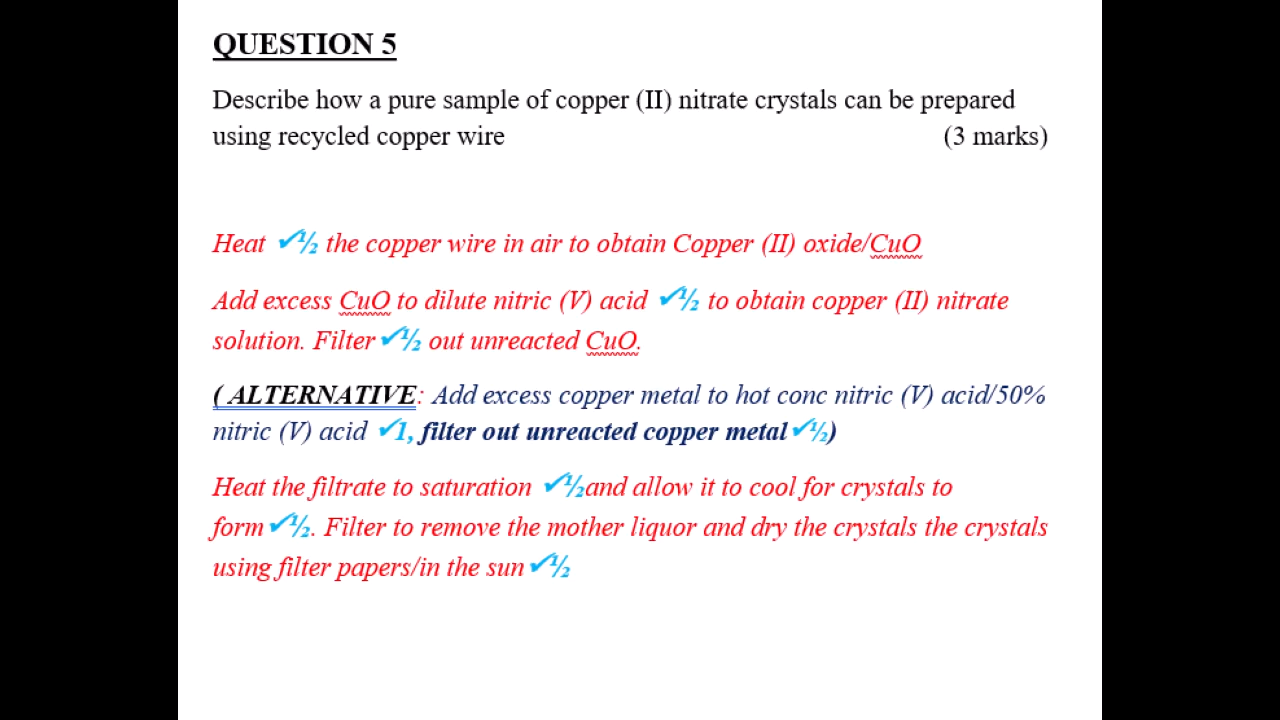 QUESTION 5
Describe how a pure sample of copper (II) nitrate crystals can be prepared
using recycled copper wire (3 marks)
Heat ✓½ the copper wire in air to obtain Copper (II) oxide/CuO
Add excess CuO to dilute nitric (V) acid ✓½ to obtain copper (II) nitrate
solution. Filter ✓½ out unreacted CuO.
( ALTERNATIVE: Add excess copper metal to hot conc nitric (V) acid/50%
nitric (V) acid ✓1, filter out unreacted copper metal ✓½)
Heat the filtrate to saturation ✓½ and allow it to cool for crystals to
form ✓½. Filter to remove the mother liquor and dry the crystals the crystals
using filter papers/in the sun ✓½